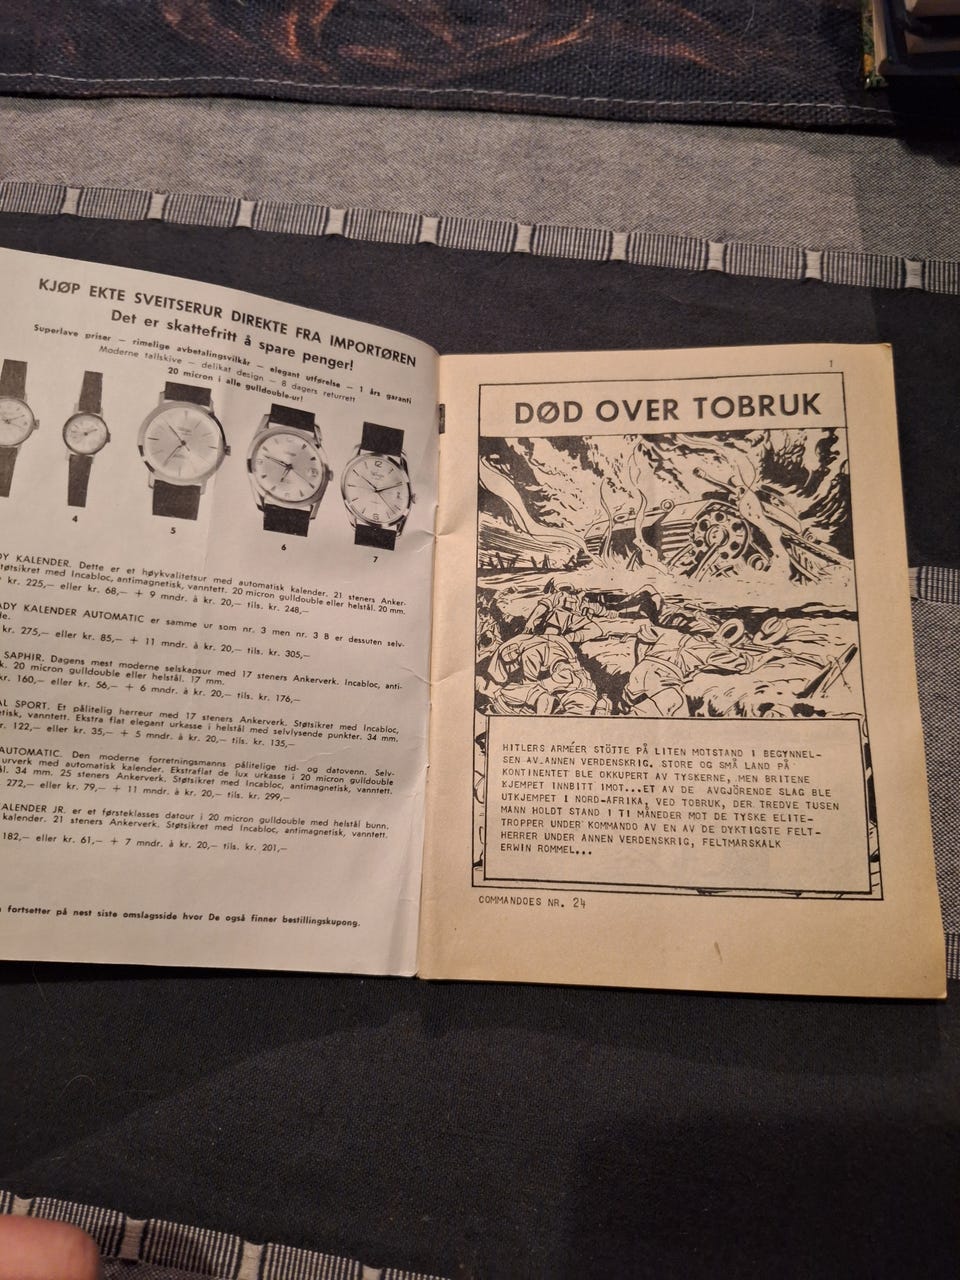 KJØP EKTE SVEITSERUR DIREKTE FRA IMPORTØREN
Det er skattefritt å spare penger!
Superlave priser — rimelige avbetalingsvilkår — elegant utførelse — 1 års garanti
Moderne tallskive — delikat design — 8 dagers returrett
20 micron i alle gulldouble-ur!
4
5
6
7
DY KALENDER. Dette er et høykvalitetsur med automatisk kalender. 21 steners Anker-
tøtsikret med Incabloc, antimagnetisk, vanntett. 20 micron gulldouble eller helstål. 20 mm.
kr. 225,— eller kr. 68,— + 9 mndr. à kr. 20,— tils. kr. 248,—
ADY KALENDER AUTOMATIC er samme ur som nr. 3 men nr. 3 B er dessuten selv-
de.
kr. 275,— eller kr. 85,— + 11 mndr. à kr. 20,— tils. kr. 305,—
SAPHIR. Dagens mest moderne selskapsur med 17 steners Ankerverk. Incabloc, anti-
k. 20 micron gulldouble eller helstål. 17 mm.
kr. 160,— eller kr. 56,— + 6 mndr. à kr. 20,— tils. kr. 176,—
AL SPORT. Et pålitelig herreur med 17 steners Ankerverk. Støtsikret med Incabloc,
etisk, vanntett. Ekstra flat elegant urkasse i helstål med selvlysende punkter. 34 mm.
r. 122,— eller kr. 35,— + 5 mndr. à kr. 20,— tils. kr. 135,—
AUTOMATIC. Den moderne forretningsmanns pålitelige tid- og datovenn. Selv-
urverk med automatisk kalender. Ekstraflat de lux urkasse i 20 micron gulldouble
ål. 34 mm. 25 steners Ankerverk. Støtsikret med Incabloc, antimagnetisk, vanntett.
272,— eller kr. 79,— + 11 mndr. à kr. 20,— tils. kr. 299,—
ALENDER JR. er et førsteklasses datour i 20 micron gulldouble med helstål bunn.
kalender. 21 steners Ankerverk. Støtsikret med Incabloc, antimagnetisk, vanntett.
182,— eller kr. 61,— + 7 mndr. à kr. 20,— tils. kr. 201,—
fortsetter på nest siste omslagsside hvor De også finner bestillingskupong.
1
DØD OVER TOBRUK
HITLERS ARMÉER STÖTTE PÅ LITEN MOTSTAND I BEGYNNEL-
SEN AV ANNEN VERDENSKRIG. STORE OG SMÅ LAND PÅ
KONTINENTET BLE OKKUPERT AV TYSKERNE, MEN BRITENE
KJEMPET INNBITT IMOT...ET AV DE AVGJÖRENDE SLAG BLE
UTKJEMPET I NORD-AFRIKA, VED TOBRUK, DER TREDVE TUSEN
MANN HOLDT STAND I TI MÅNEDER MOT DE TYSKE ELITE-
TROPPER UNDER KOMMANDO AV EN AV DE DYKTIGSTE FELT-
HERRER UNDER ANNEN VERDENSKRIG, FELTMARSKALK
ERWIN ROMMEL...
COMMANDOES NR. 24